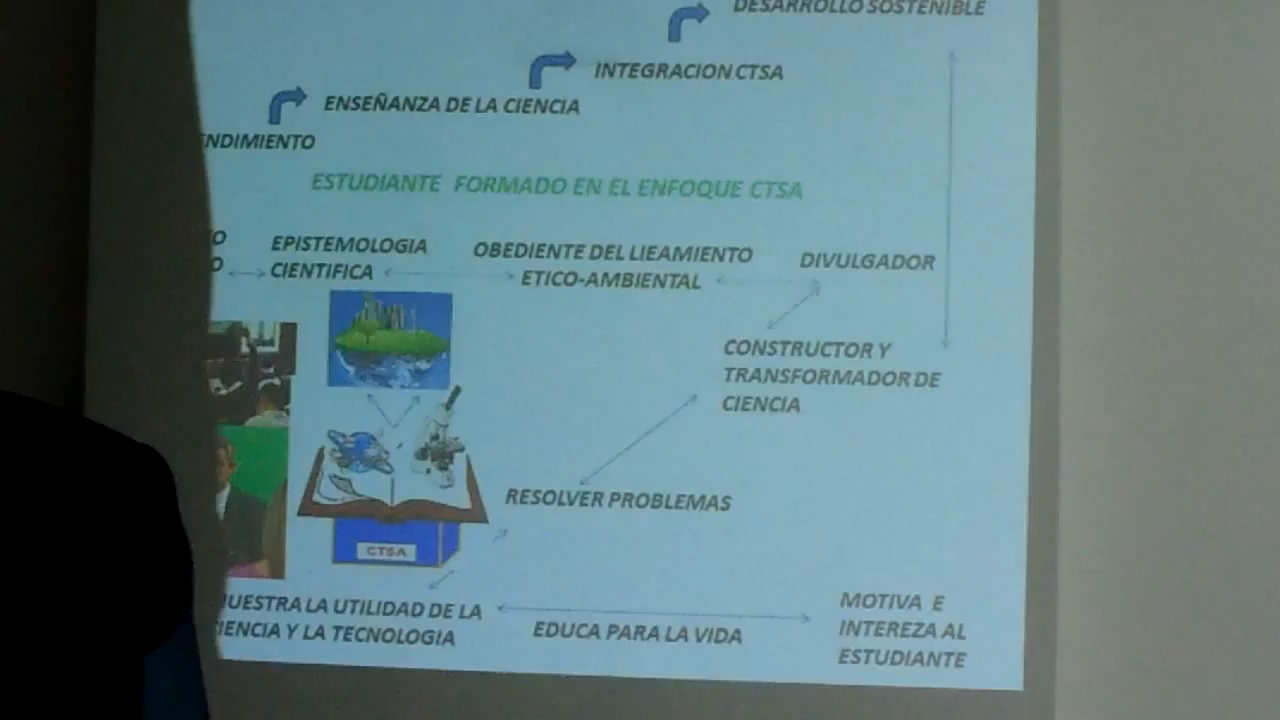 DESARROLLO SOSTENIBLE
INTEGRACION CTSA
ENSEÑANZA DE LA CIENCIA
NDIMIENTO
ESTUDIANTE FORMADO EN EL ENFOQUE CTSA
O
O
EPISTEMOLOGIA
CIENTIFICA
OBEDIENTE DEL LIEAMIENTO
ETICO-AMBIENTAL
DIVULGADOR
CONSTRUCTOR Y
TRANSFORMADOR DE
CIENCIA
RESOLVER PROBLEMAS
CTSA
UESTRA LA UTILIDAD DE LA
IENCIA Y LA TECNOLOGIA
EDUCA PARA LA VIDA
MOTIVA E
INTEREZA AL
ESTUDIANTE